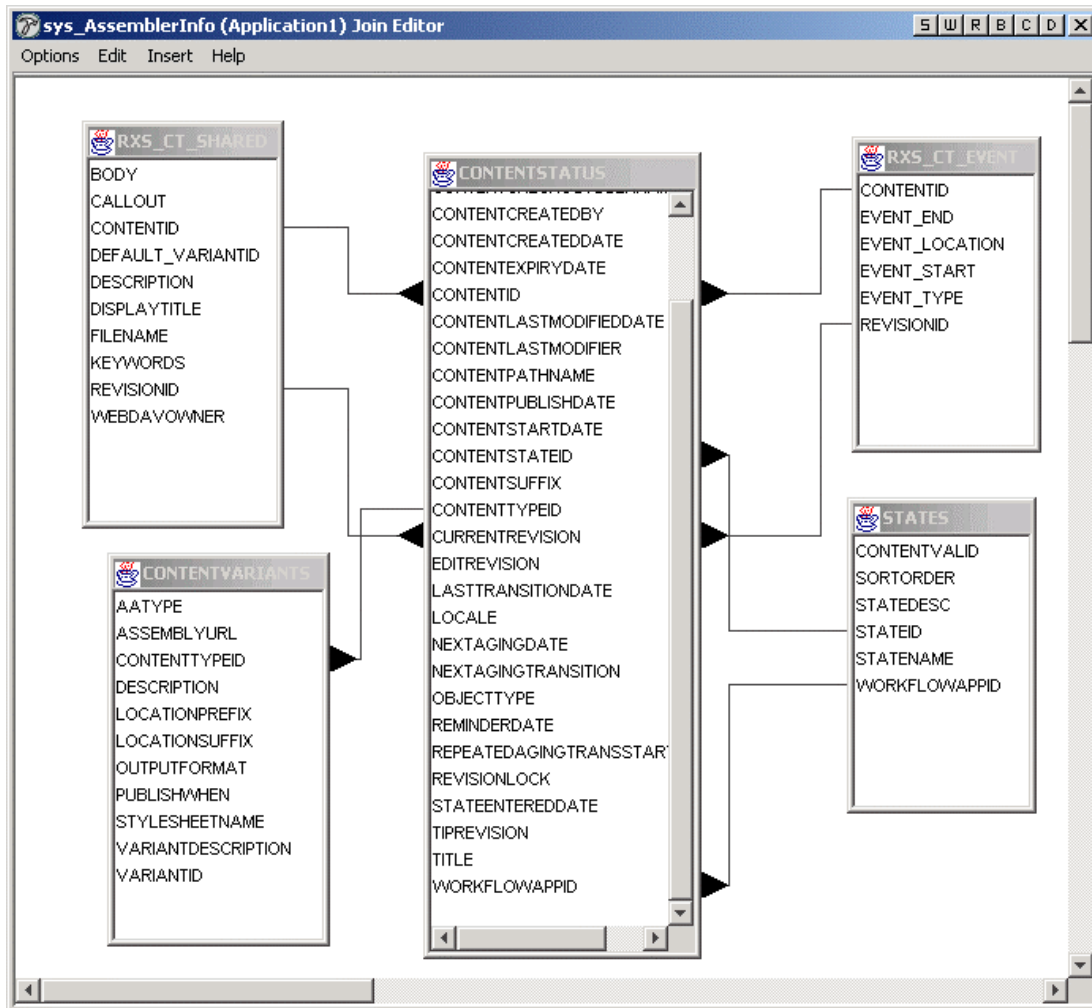 sys_AssemblerInfo (Application1) Join Editor
S W R B C D X
Options Edit Insert Help
RXS_CT_SHARED
BODY
CALLOUT
CONTENTID
DEFAULT_VARIANTID
DESCRIPTION
DISPLAYTITLE
FILENAME
KEYWORDS
REVISIONID
WEBDAVOWNER
CONTENTVARIANTS
AATYPE
ASSEMBLYURL
CONTENTTYPEID
DESCRIPTION
LOCATIONPREFIX
LOCATIONSUFFIX
OUTPUTFORMAT
PUBLISHWHEN
STYLESHEETNAME
VARIANTDESCRIPTION
VARIANTID
CONTENTSTATUS
CONTENTCREATEDBY
CONTENTCREATEDDATE
CONTENTEXPIRYDATE
CONTENTID
CONTENTLASTMODIFIEDDATE
CONTENTLASTMODIFIER
CONTENTPATHNAME
CONTENTPUBLISHDATE
CONTENTSTARTDATE
CONTENTSTATEID
CONTENTSUFFIX
CONTENTTYPEID
CURRENTREVISION
EDITREVISION
LASTTRANSITIONDATE
LOCALE
NEXTAGINGDATE
NEXTAGINGTRANSITION
OBJECTTYPE
REMINDERDATE
REPEATEDAGINGTRANSSTAR
REVISIONLOCK
STATEENTEREDDATE
TIPREVISION
TITLE
WORKFLOWAPPID
RXS_CT_EVENT
CONTENTID
EVENT_END
EVENT_LOCATION
EVENT_START
EVENT_TYPE
REVISIONID
STATES
CONTENTVALID
SORTORDER
STATEDESC
STATEID
STATENAME
WORKFLOWAPPID